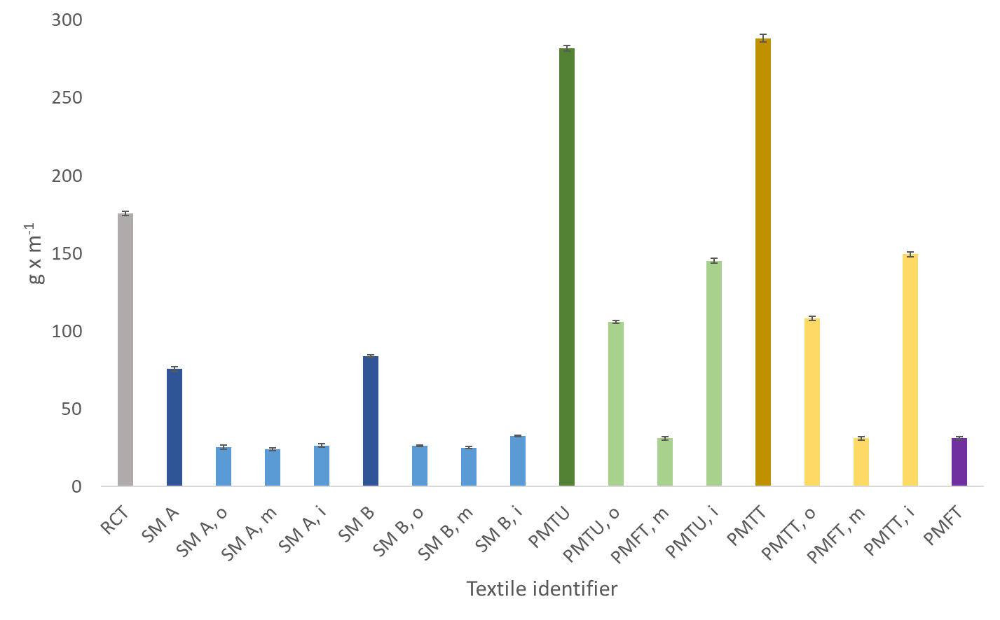 300
250
200
150
100
50
0
g x m⁻¹
RCT
SM A
SM A, o
SM A, m
SM A, i
SM B
SM B, o
SM B, m
SM B, i
PMTU
PMTU, o
PMFT, m
PMTU, i
PMTT
PMTT, o
PMFT, m
PMTT, i
PMFT
Textile identifier